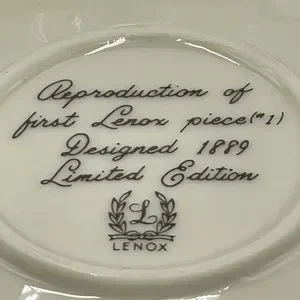 Reproduction of
first Lenox piece (#1)
Designed 1889
Limited Edition
L
LENOX